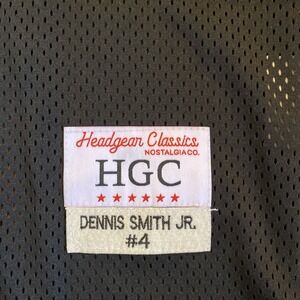 Headgear Classics
NOSTALGIA CO.
HGC
DENNIS SMITH JR.
#4